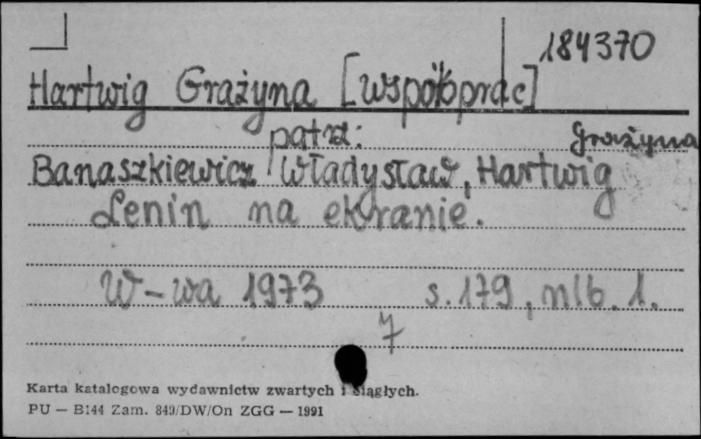 184370
Hartwig Grażyna [współprac]
patrz:
Banaszkiewicz Władysław, Hartwig Grażyna
Lenin na ekranie.
W-wa 1973 s. 179, nlb. 1.
7
Karta katalogowa wydawnictw zwartych i ciągłych.
PU — B144 Zam. 849/DW/On ZGG — 1991